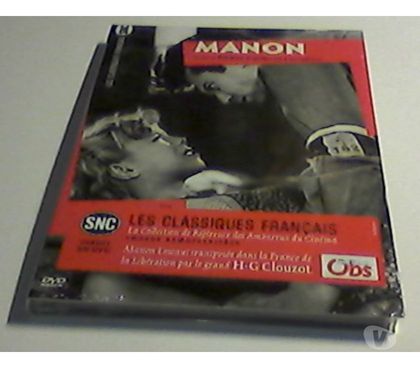 MANON
182
SNC
LES CLASSIQUES FRANÇAIS
La Collection de Référence des Amoureux du Cinéma
Manon Lescaut transposée dans la France de
la Libération par le grand H-G Clouzot
Obs
DVD
V